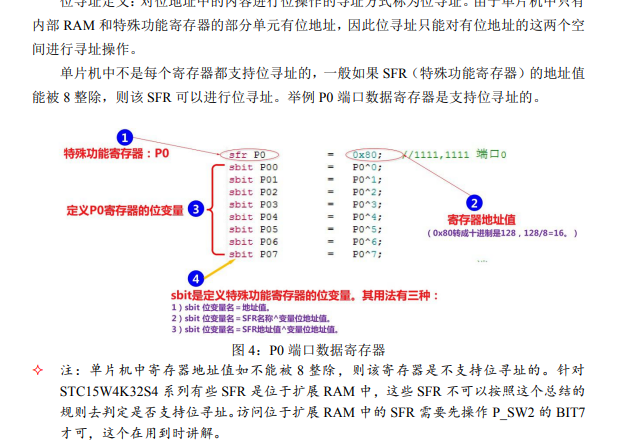 位寻址定义：对位地址中的内容进行位操作的寻址方式称为位寻址。由于单片机中只有
内部 RAM 和特殊功能寄存器的部分单元有位地址，因此位寻址只能对有位地址的这两个空
间进行寻址操作。
单片机中不是每个寄存器都支持位寻址的，一般如果 SFR（特殊功能寄存器）的地址值
能被 8 整除，则该 SFR 可以进行位寻址。举例 P0 端口数据寄存器是支持位寻址的。
1
特殊功能寄存器：P0
sfr P0 = 0x80; //1111,1111 端口0
sbit P00 = P0^0;
sbit P01 = P0^1;
sbit P02 = P0^2;
sbit P03 = P0^3;
sbit P04 = P0^4;
sbit P05 = P0^5;
sbit P06 = P0^6;
sbit P07 = P0^7;
定义P0寄存器的位变量 3
2
寄存器地址值
（0x80转成十进制是128，128/8=16。）
....
4
sbit是定义特殊功能寄存器的位变量。其用法有三种：
1）sbit 位变量名＝地址值。
2）sbit 位变量名＝SFR名称^变量位地址值。
3）sbit 位变量名＝SFR地址值^变量位地址值。
图 4：P0 端口数据寄存器
注：单片机中寄存器地址值如不能被 8 整除，则该寄存器是不支持位寻址的。针对
STC15W4K32S4 系列有些 SFR 是位于扩展 RAM 中，这些 SFR 不可以按照这个总结的
规则去判定是否支持位寻址。访问位于扩展 RAM 中的 SFR 需要先操作 P_SW2 的 BIT7
才可，这个在用到时讲解。